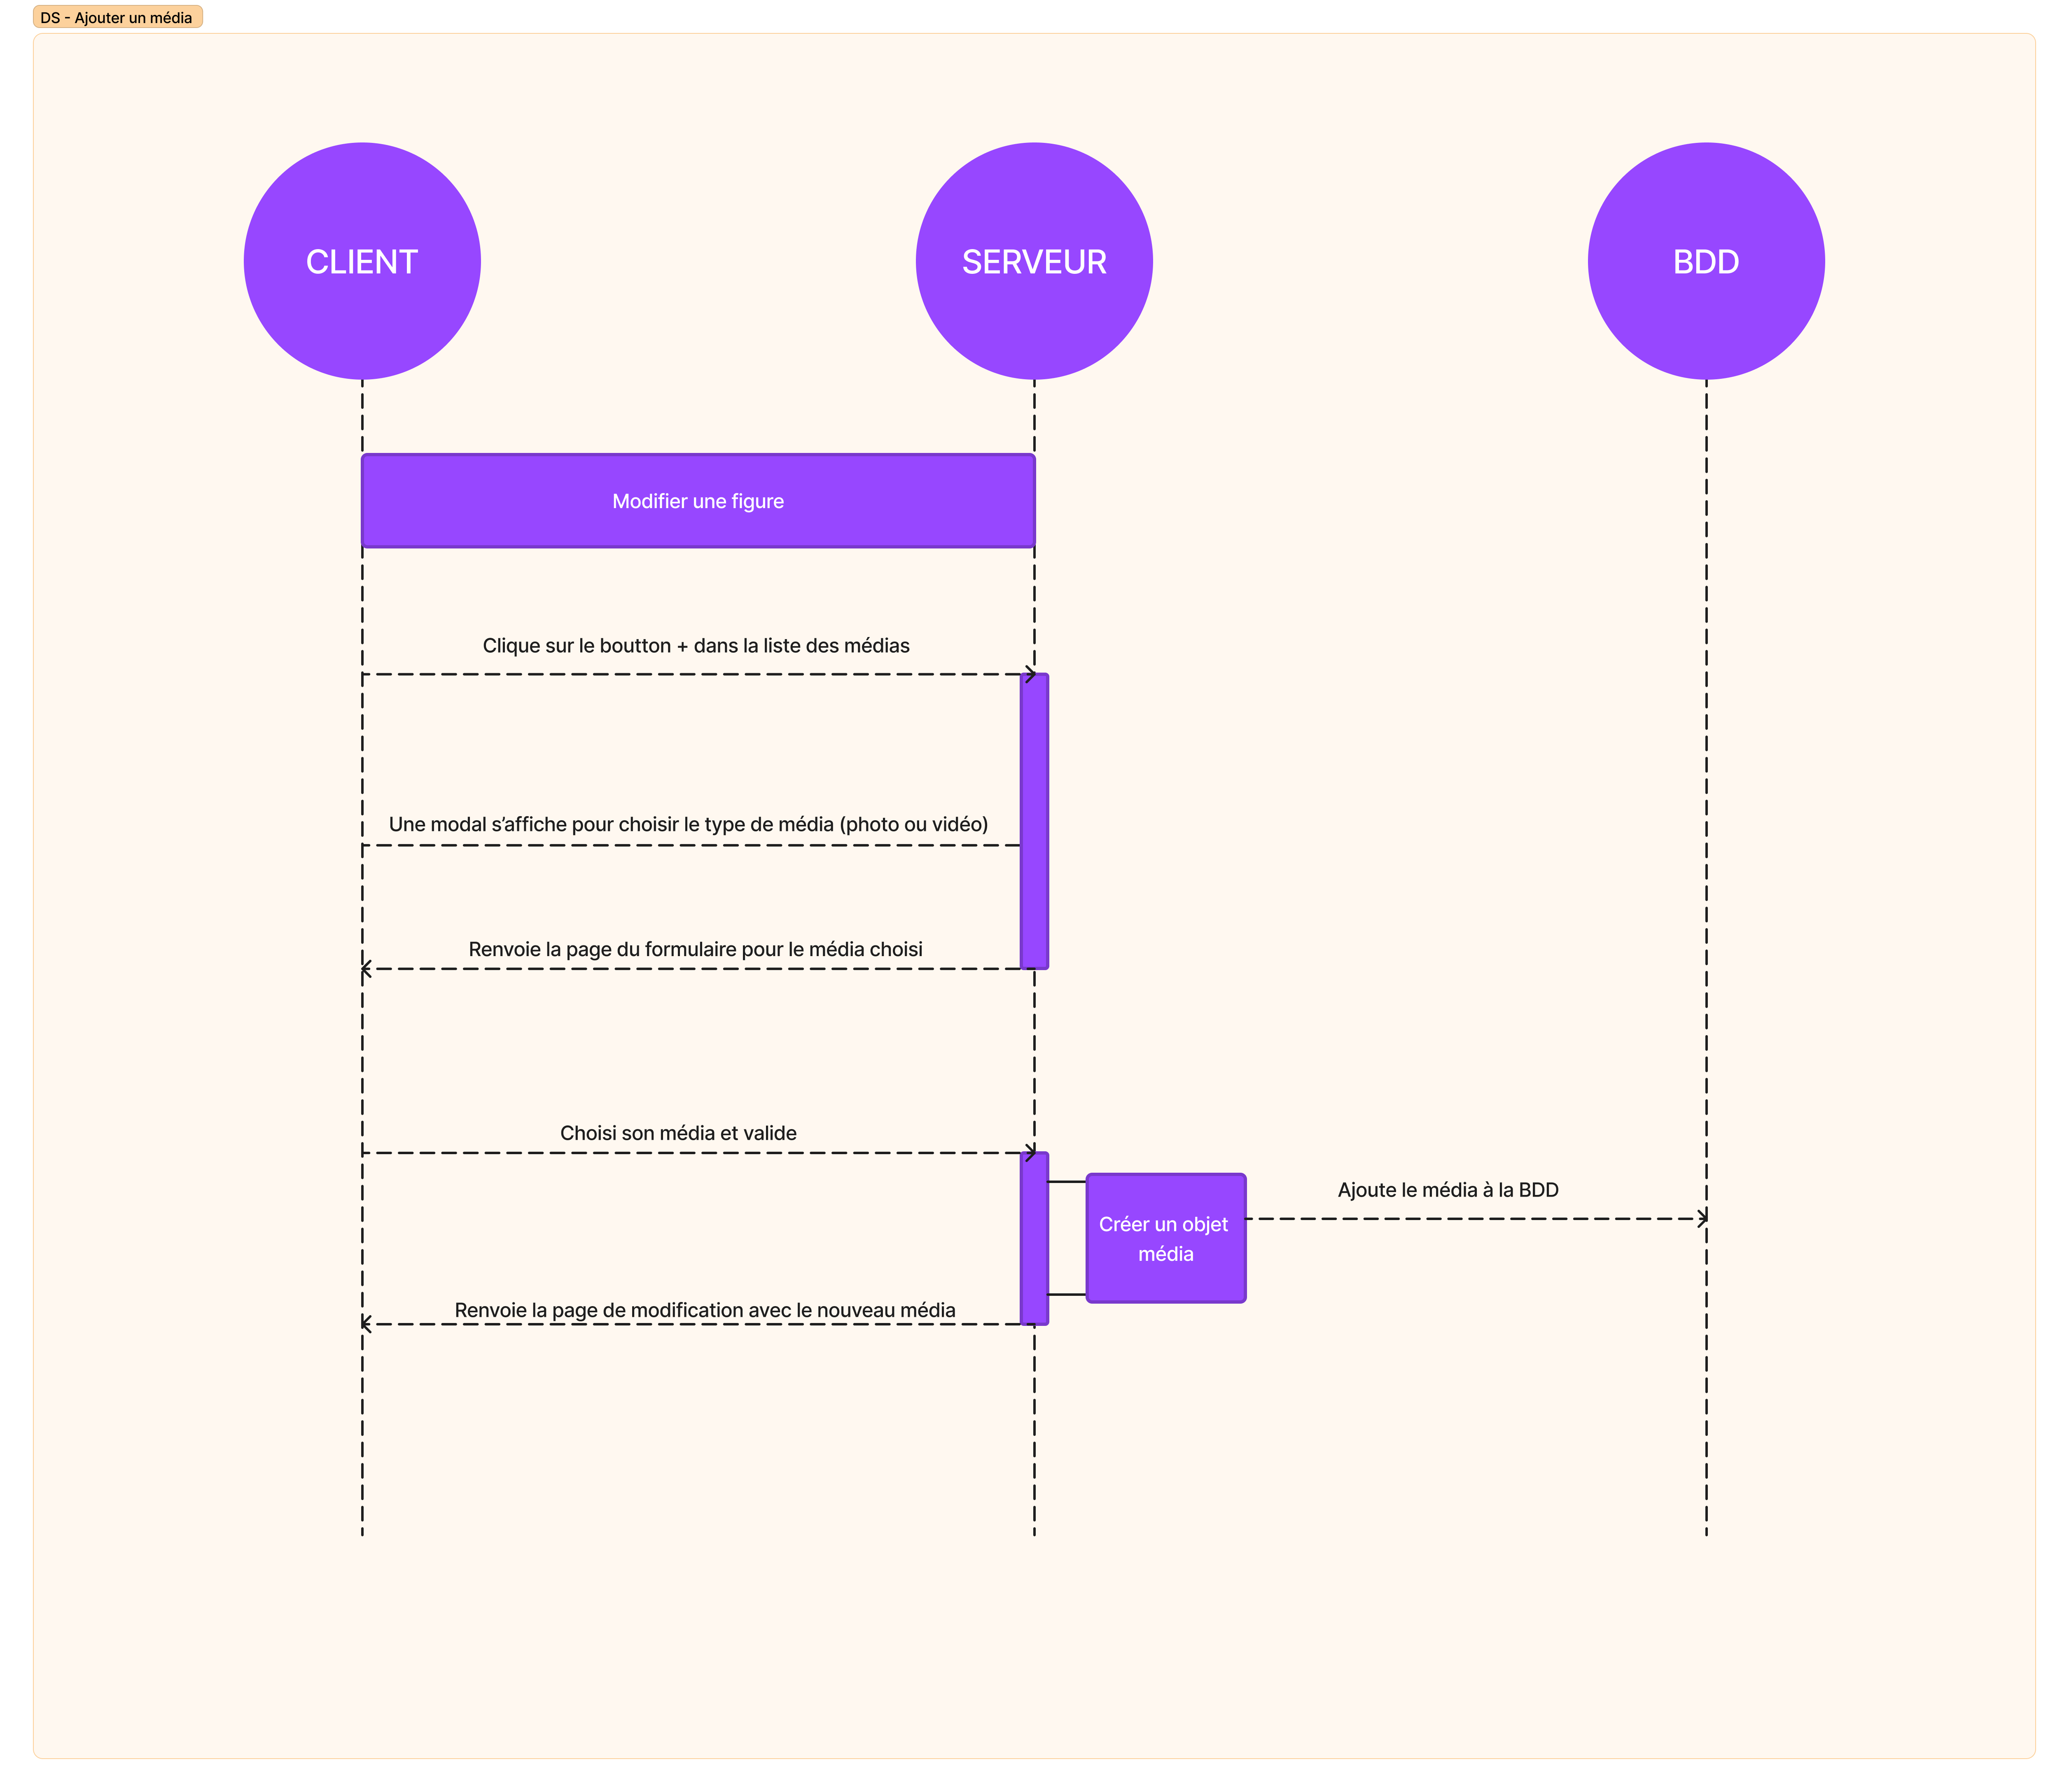 DS - Ajouter un média
CLIENT
SERVEUR
BDD
Modifier une figure
Clique sur le boutton + dans la liste des médias
Une modal s’affiche pour choisir le type de média (photo ou vidéo)
Renvoie la page du formulaire pour le média choisi
Choisi son média et valide
Ajoute le média à la BDD
Créer un objet
média
Renvoie la page de modification avec le nouveau média